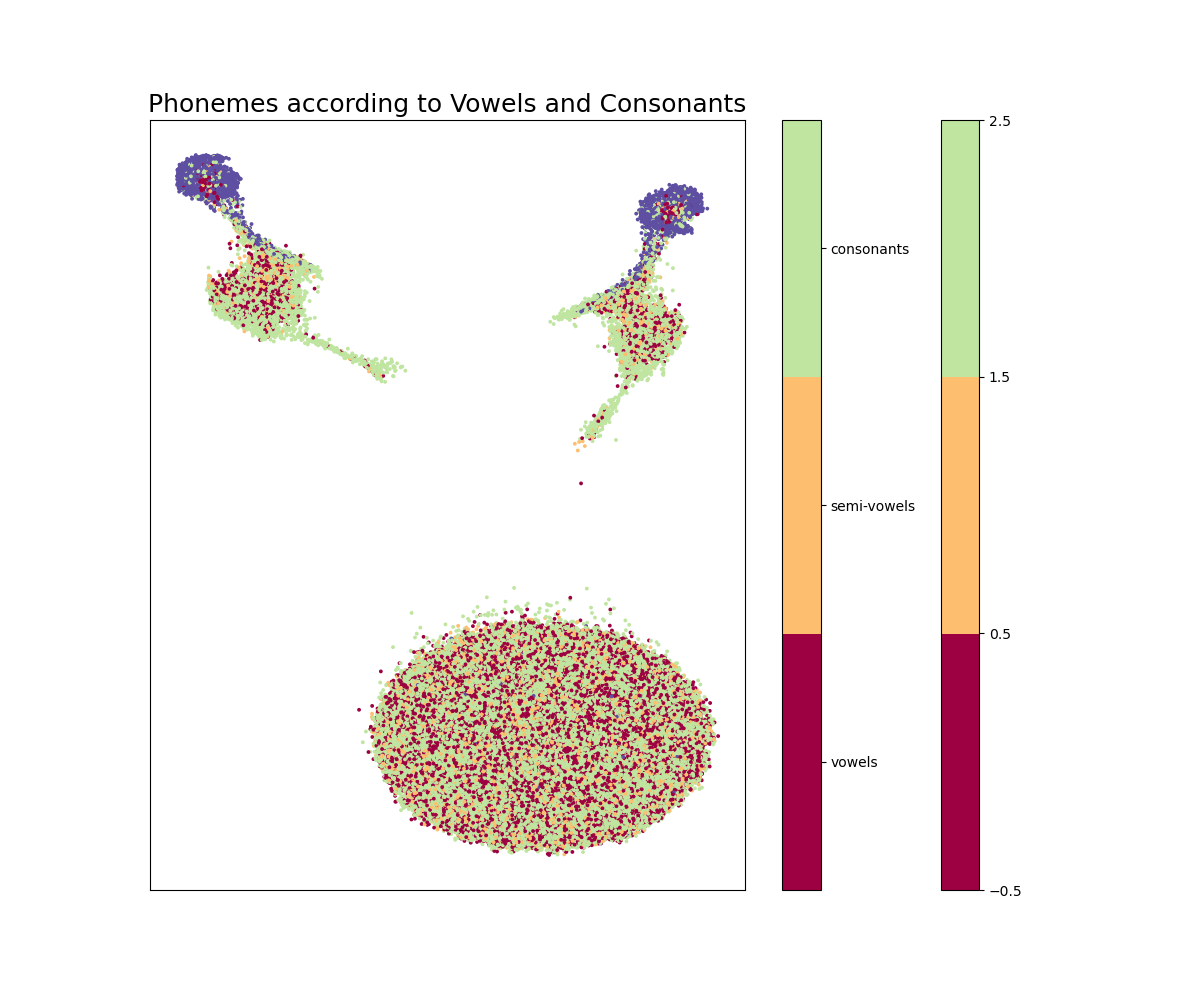 Phonemes according to Vowels and Consonants
consonants
semi-vowels
vowels
2.5
1.5
0.5
−0.5